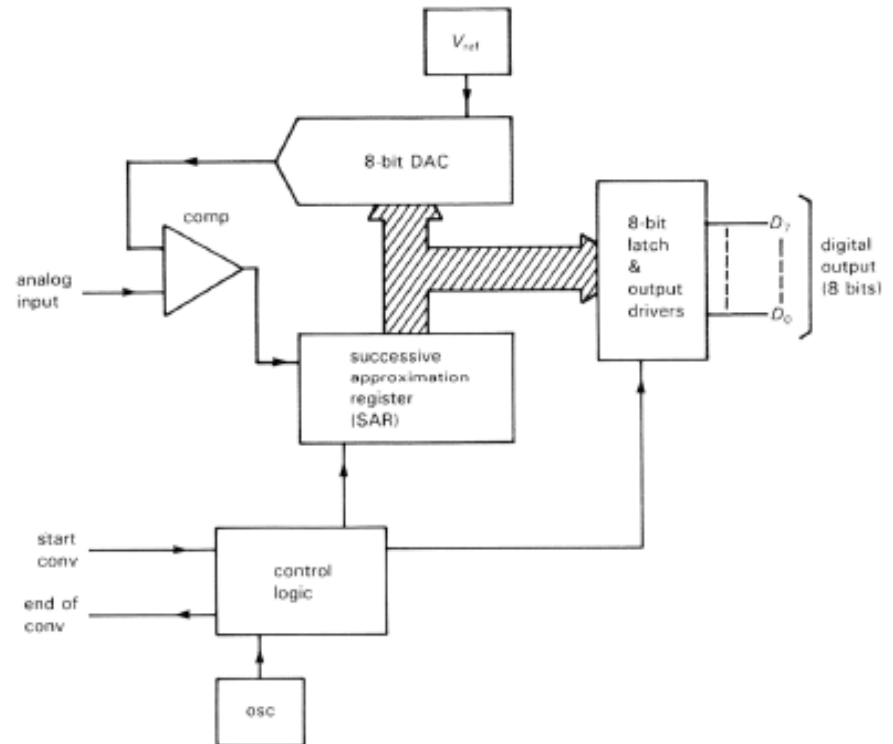 V_ref
8-bit DAC
comp
8-bit
latch
&
output
drivers
D_7
D_0
digital
output
(8 bits)
analog
input
successive
approximation
register
(SAR)
start
conv
control
logic
end of
conv
osc